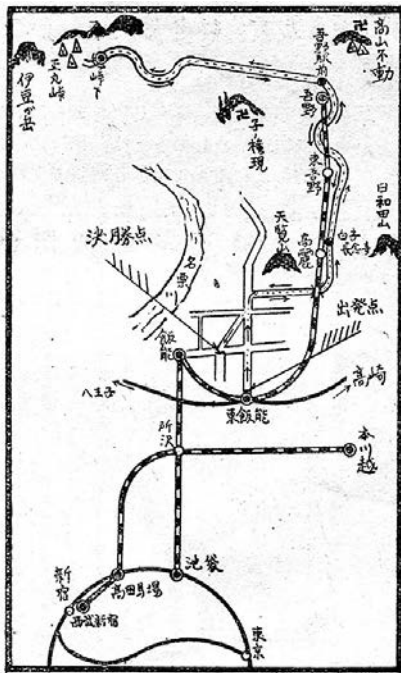 高山不動
吾野駅前
吾野
正丸峠
峠下
伊豆ヶ岳
子ノ権現
東吾野
日和田山
天覧山
高麗
白子
長念寺
決勝点
名栗川
出発点
飯能
高崎
八王子
東飯能
所沢
本川越
新宿
西武新宿
高田馬場
池袋
東京